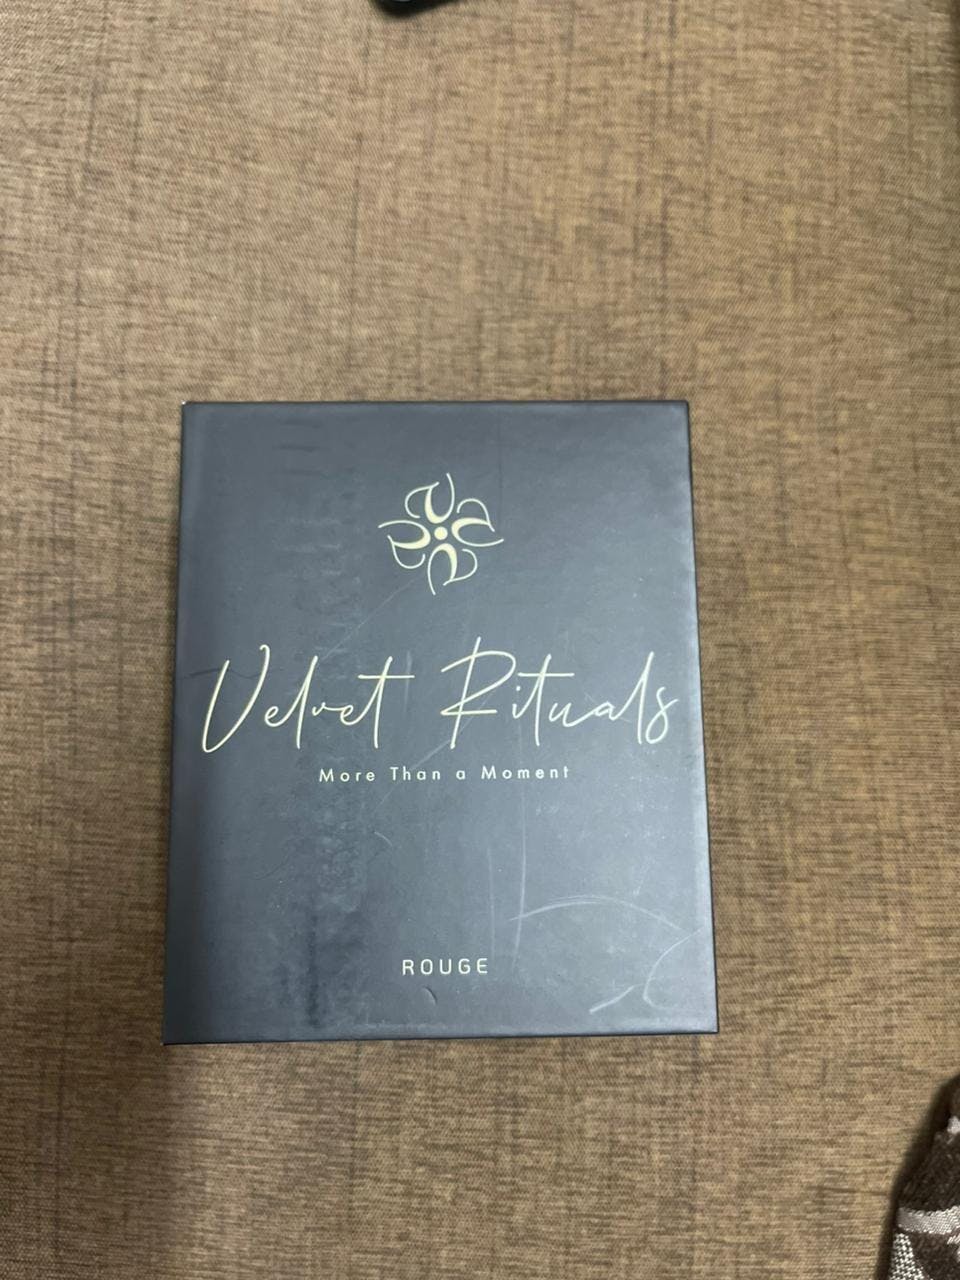 Velvet Rituals
More Than a Moment
ROUGE